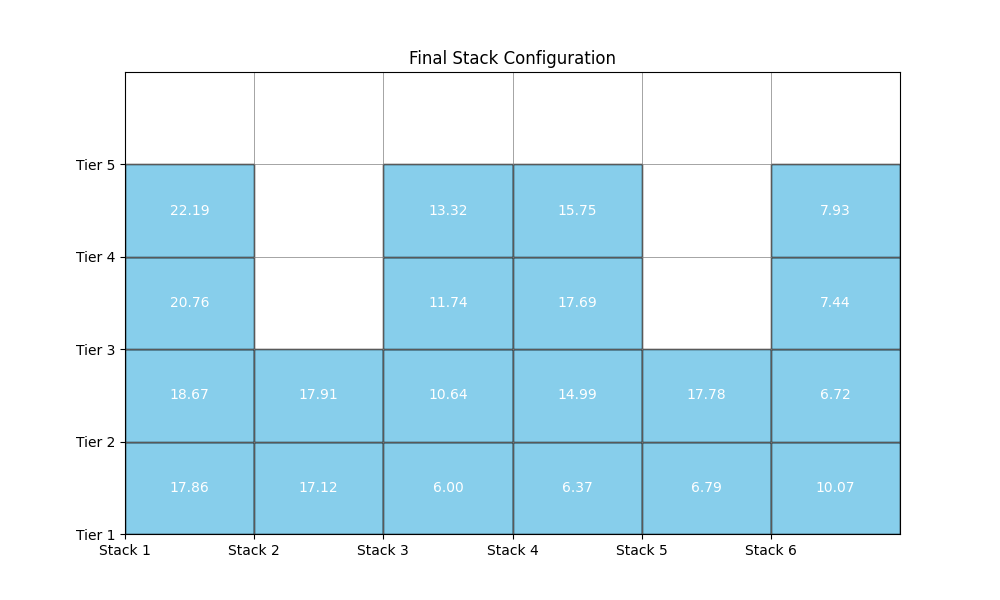 Final Stack Configuration
Tier 5
22.19 13.32 15.75 7.93
Tier 4
20.76 11.74 17.69 7.44
Tier 3
18.67 17.91 10.64 14.99 17.78 6.72
Tier 2
17.86 17.12 6.00 6.37 6.79 10.07
Tier 1
Stack 1 Stack 2 Stack 3 Stack 4 Stack 5 Stack 6